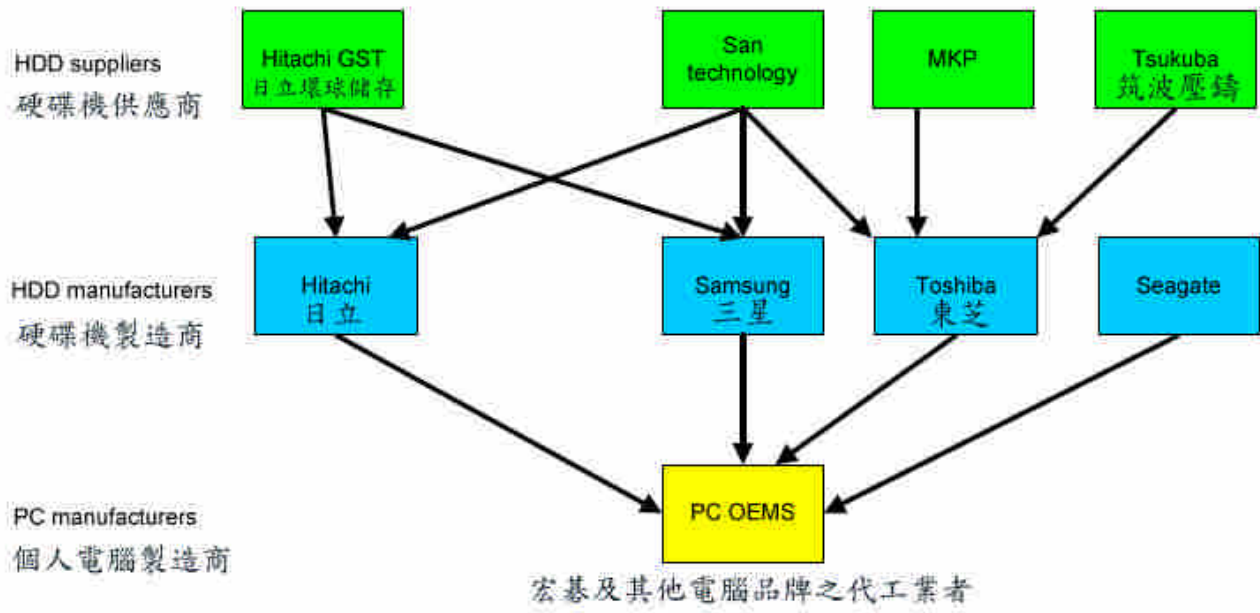 HDD suppliers
硬碟機供應商
Hitachi GST
日立環球儲存
San
technology
MKP
Tsukuba
筑波壓鑄
HDD manufacturers
硬碟機製造商
Hitachi
日立
Samsung
三星
Toshiba
東芝
Seagate
PC manufacturers
個人電腦製造商
PC OEMS
宏碁及其他電腦品牌之代工業者